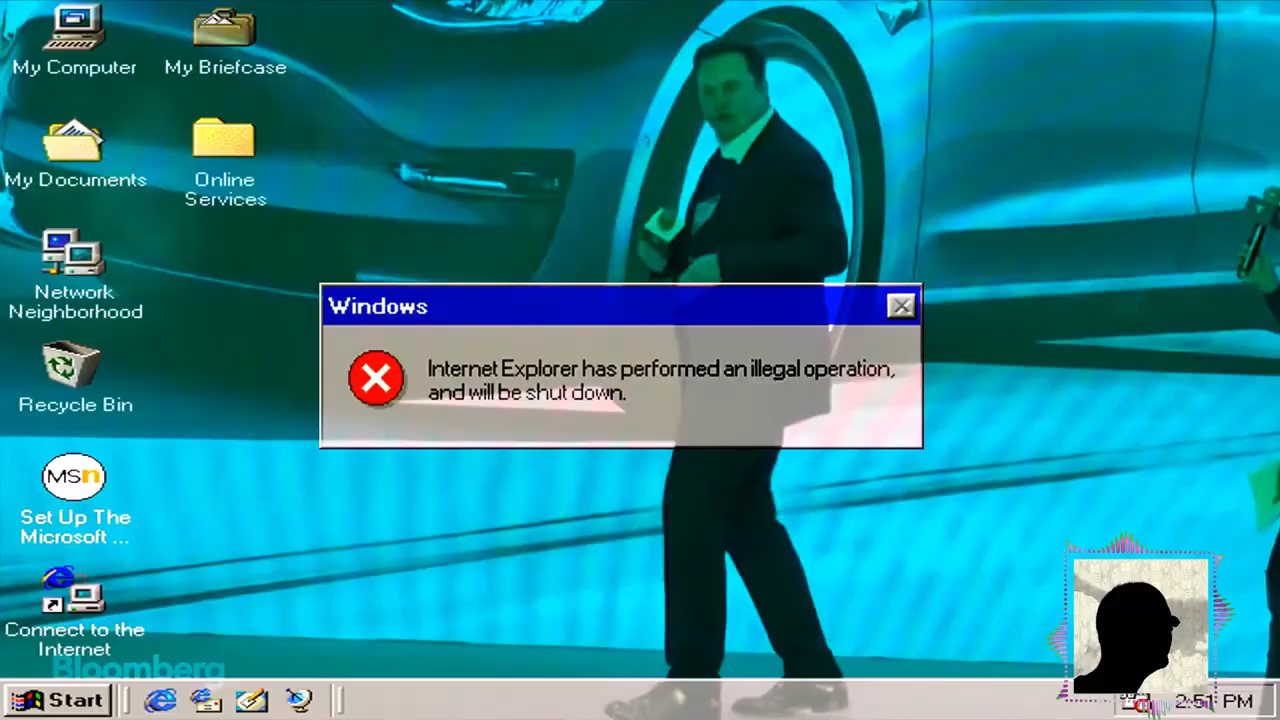 My Computer
My Briefcase
My Documents
Online
Services
Network
Neighborhood
Windows
Internet Explorer has performed an illegal operation,
and will be shut down.
Recycle Bin
msn
Set Up The
Microsoft ...
Connect to the
Internet
Bloomberg
Start
2:51 PM